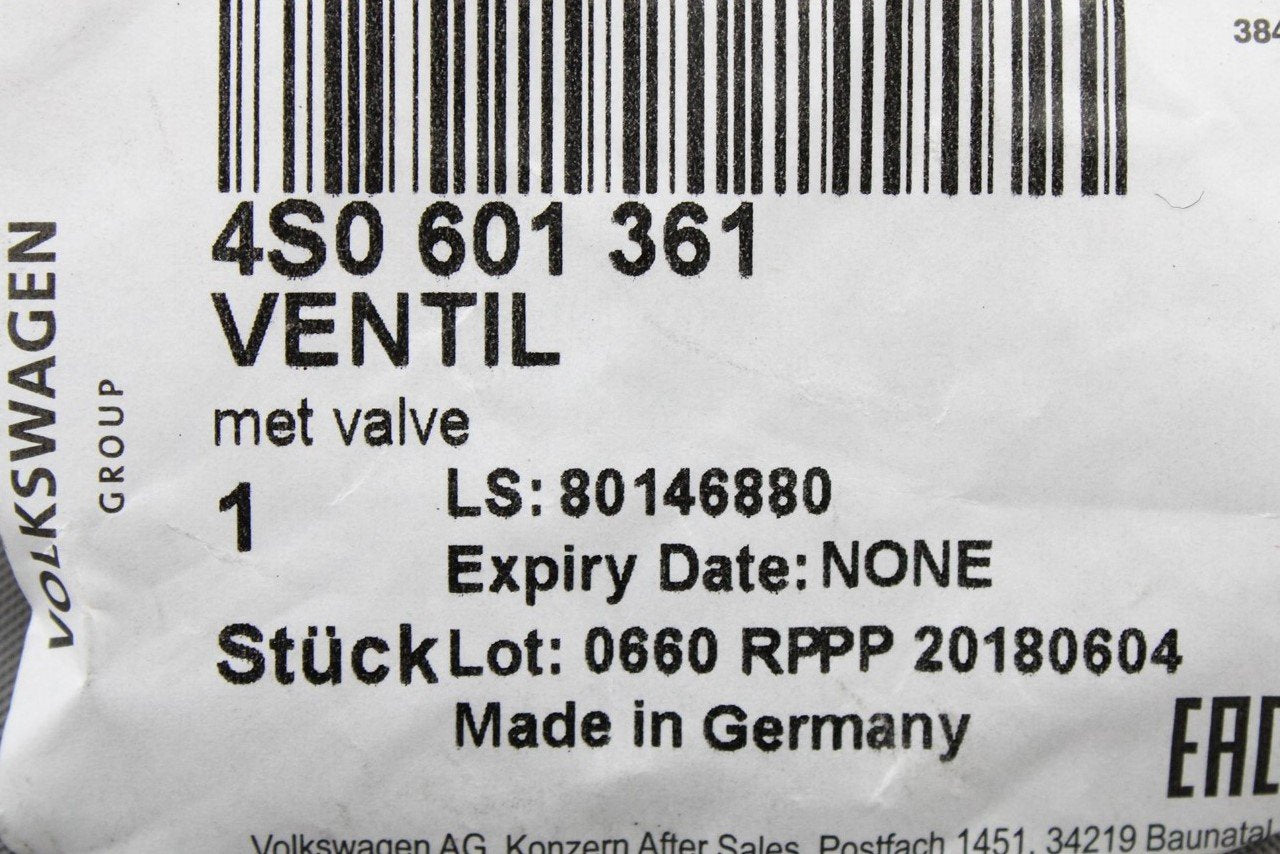 384
4S0 601 361
VENTIL
met valve
1
LS: 80146880
Expiry Date: NONE
Stück
Lot: 0660 RPPP 20180604
Made in Germany
EAC
Volkswagen AG, Konzern After Sales, Postfach 1451, 34219 Baunatal
VOLKSWAGEN
GROUP